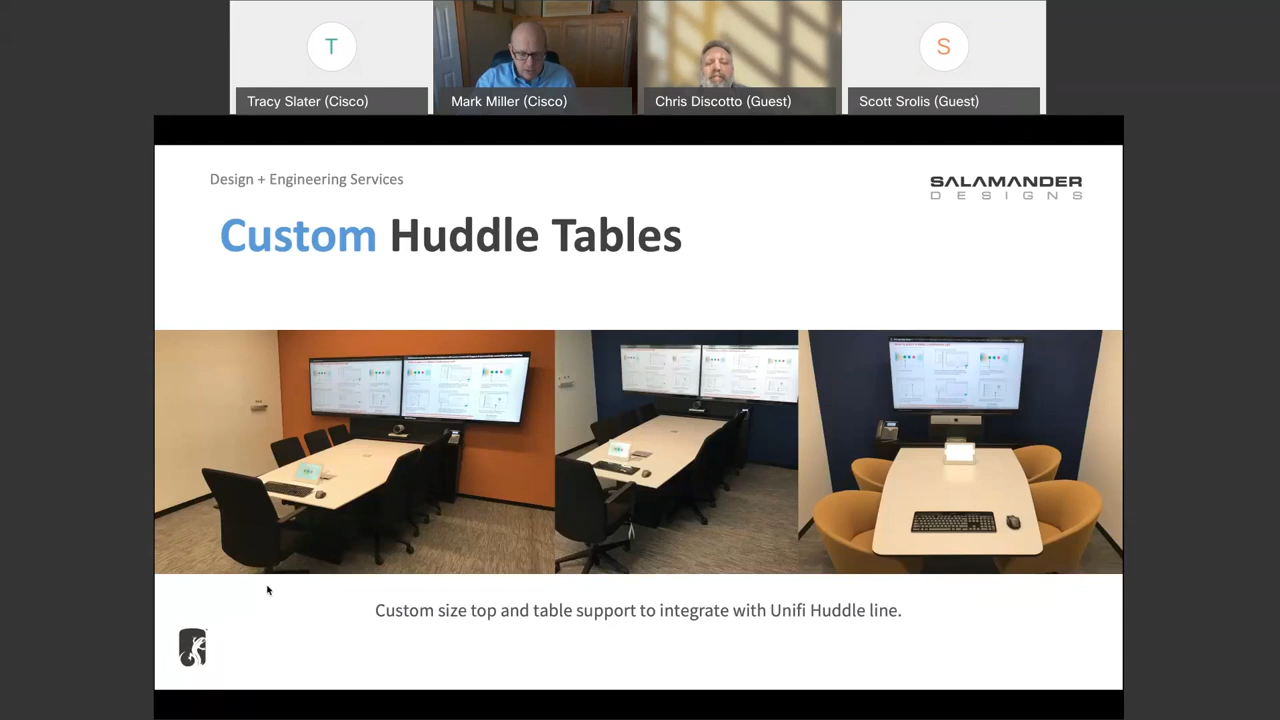 T
S
Tracy Slater (Cisco)
Mark Miller (Cisco)
Chris Discotto (Guest)
Scott Srolis (Guest)
Design + Engineering Services
SALAMANDER
DESIGNS
Custom Huddle Tables
Custom size top and table support to integrate with Unifi Huddle line.